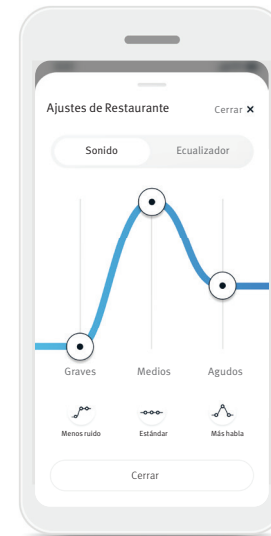 Ajustes de Restaurante Cerrar ×
Sonido Ecualizador
Graves Medios Agudos
Menos ruido Estándar Más habla
Cerrar